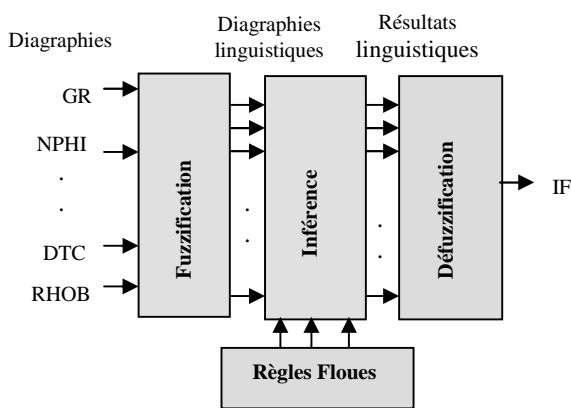 Diagraphies
Diagraphies
linguistiques
Résultats
linguistiques
GR
NPHI
.
.
DTC
RHOB
Fuzzification
.
.
Inférence
.
.
Défuzzification
IF
Règles Floues